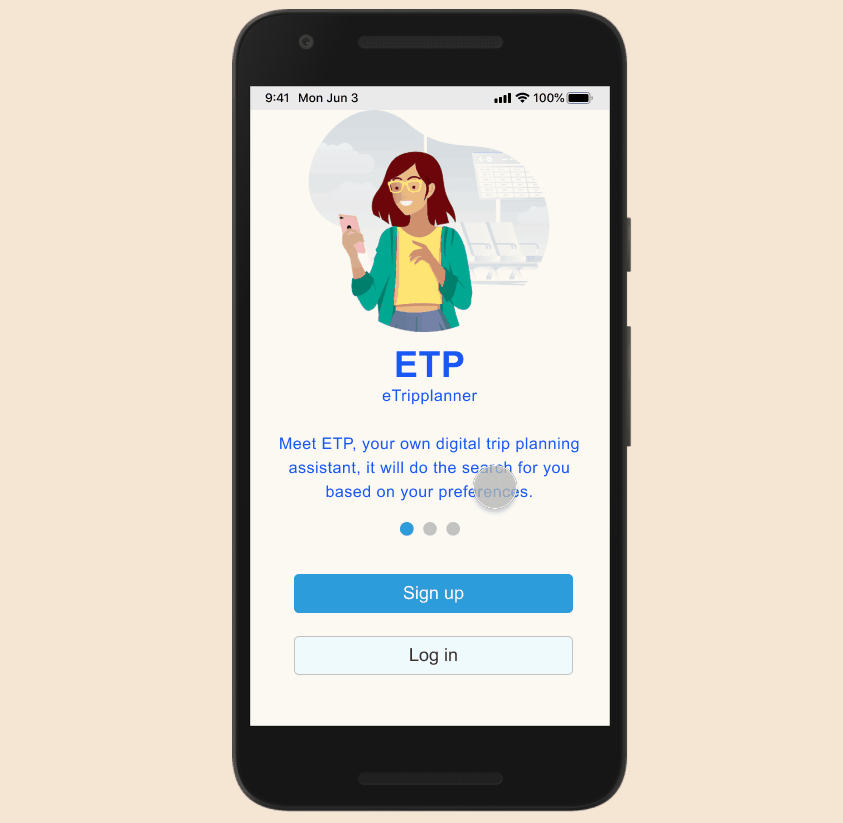 9:41 Mon Jun 3 100%
ETP
eTripplanner
Meet ETP, your own digital trip planning
assistant, it will do the search for you
based on your preferences.
Sign up
Log in